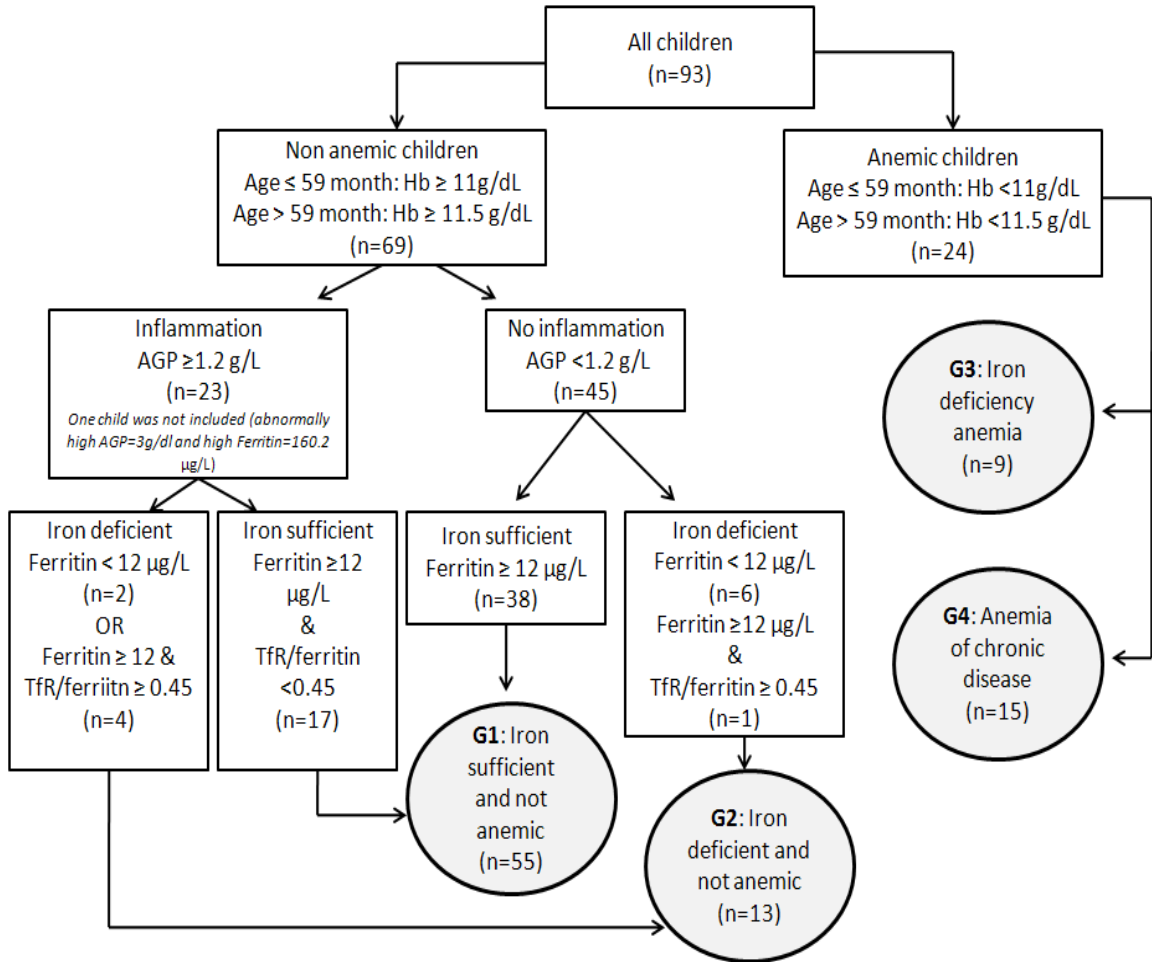 All children
(n=93)
Non anemic children
Age ≤ 59 month: Hb ≥ 11g/dL
Age > 59 month: Hb ≥ 11.5 g/dL
(n=69)
Anemic children
Age ≤ 59 month: Hb <11g/dL
Age > 59 month: Hb <11.5 g/dL
(n=24)
Inflammation
AGP ≥1.2 g/L
(n=23)
One child was not included (abnormally
high AGP=3g/dl and high Ferritin=160.2
µg/L)
No inflammation
AGP <1.2 g/L
(n=45)
G3: Iron
deficiency
anemia
(n=9)
Iron deficient
Ferritin < 12 µg/L
(n=2)
OR
Ferritin ≥ 12 &
TfR/ferriitn ≥ 0.45
(n=4)
Iron sufficient
Ferritin ≥12
µg/L
&
TfR/ferritin
<0.45
(n=17)
Iron sufficient
Ferritin ≥ 12 µg/L
(n=38)
Iron deficient
Ferritin < 12 µg/L
(n=6)
Ferritin ≥12 µg/L
&
TfR/ferritin ≥ 0.45
(n=1)
G4: Anemia
of chronic
disease
(n=15)
G1: Iron
sufficient
and not
anemic
(n=55)
G2: Iron
deficient and
not anemic
(n=13)